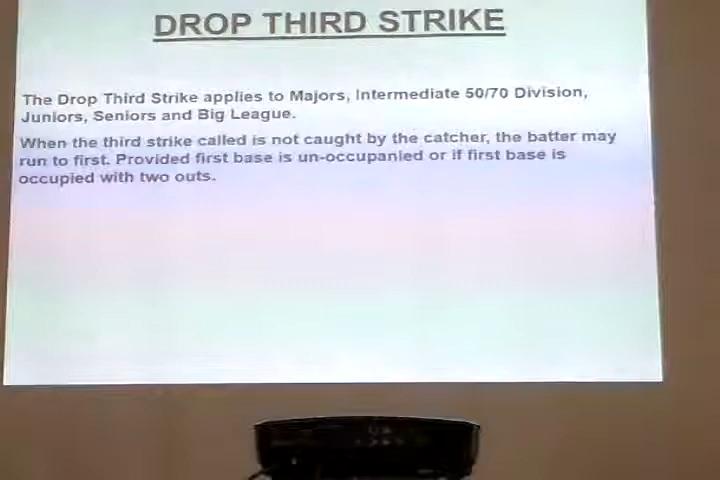 DROP THIRD STRIKE
The Drop Third Strike applies to Majors, Intermediate 50/70 Division,
Juniors, Seniors and Big League.
When the third strike called is not caught by the catcher, the batter may
run to first. Provided first base is un-occupanied or if first base is
occupied with two outs.